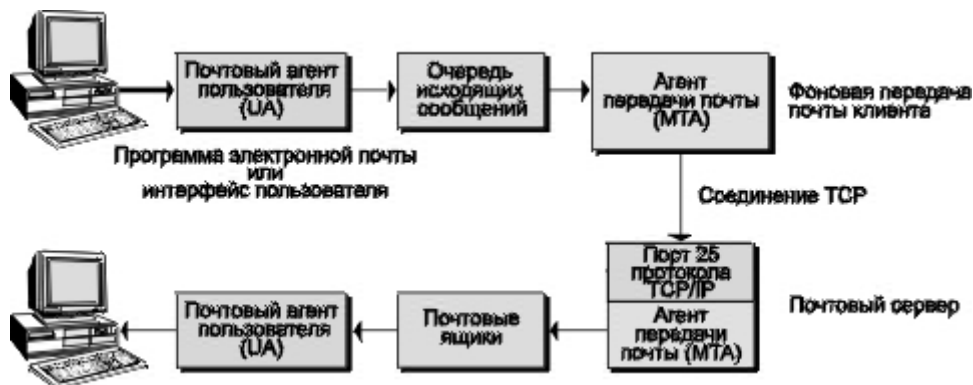 Почтовый агент
пользователя
(UA)
Очередь
исходящих
сообщений
Агент
передачи почты
(MTA)
Фоновая передача
почты клиента
Программа электронной почты
или
интерфейс пользователя
Соединение TCP
Порт 25
протокола
TCP/IP
Агент
передачи
почты (MTA)
Почтовый сервер
Почтовые
ящики
Почтовый агент
пользователя
(UA)